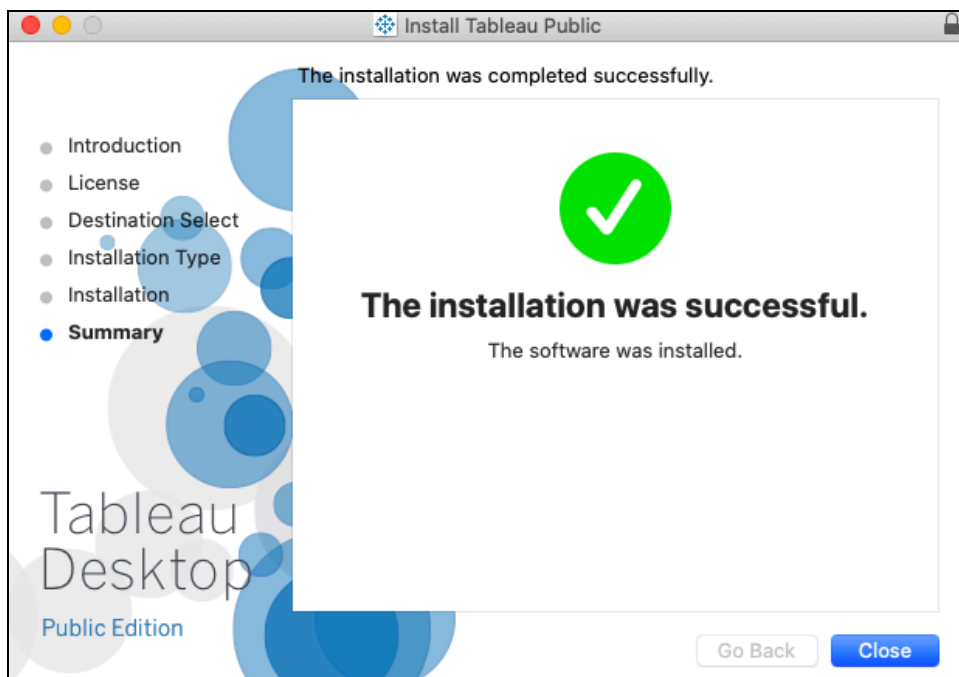 Install Tableau Public
The installation was completed successfully.
Introduction
License
Destination Select
Installation Type
Installation
Summary
The installation was successful.
The software was installed.
Tableau
Desktop
Public Edition
Go Back
Close